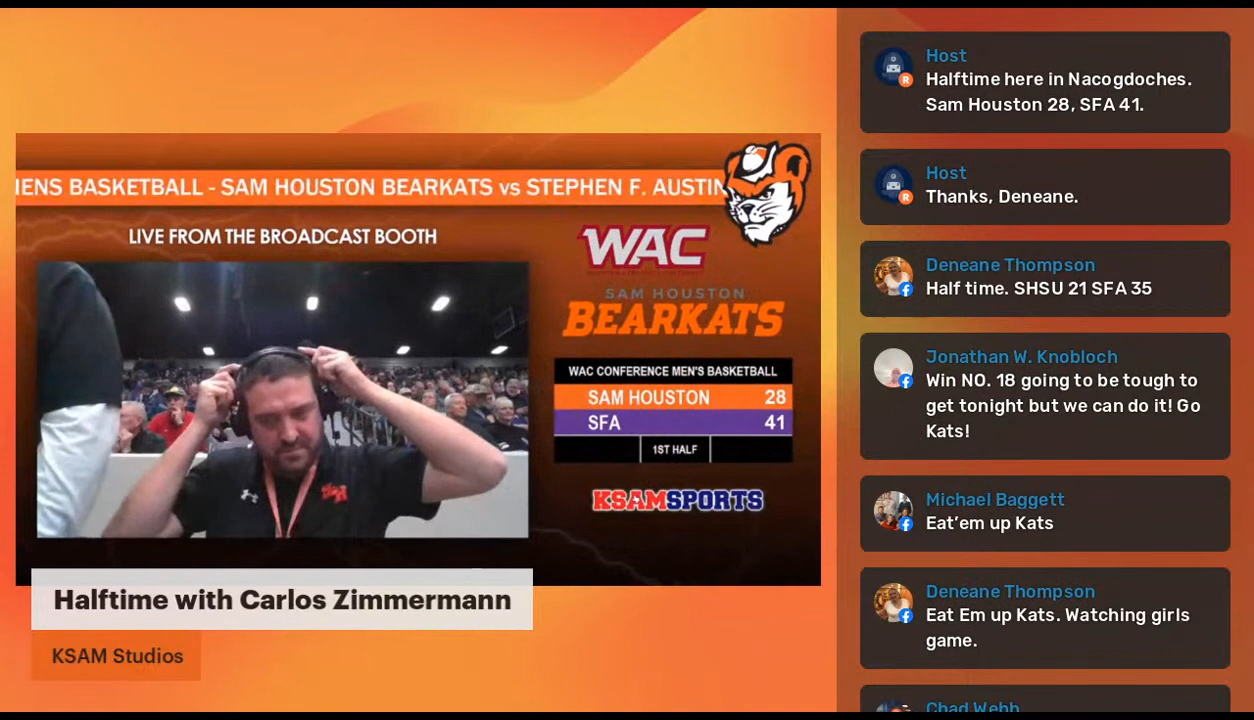 IENS BASKETBALL - SAM HOUSTON BEARKATS vs STEPHEN F. AUSTIN
LIVE FROM THE BROADCAST BOOTH
WAC
SAM HOUSTON
BEARKATS
WAC CONFERENCE MEN'S BASKETBALL
SAM HOUSTON 28
SFA 41
1ST HALF
KSAMSPORTS
Halftime with Carlos Zimmermann
KSAM Studios
Host
Halftime here in Nacogdoches.
Sam Houston 28, SFA 41.
Host
Thanks, Deneane.
Deneane Thompson
Half time. SHSU 21 SFA 35
Jonathan W. Knobloch
Win NO. 18 going to be tough to
get tonight but we can do it! Go
Kats!
Michael Baggett
Eat’em up Kats
Deneane Thompson
Eat Em up Kats. Watching girls
game.
Chad Webb